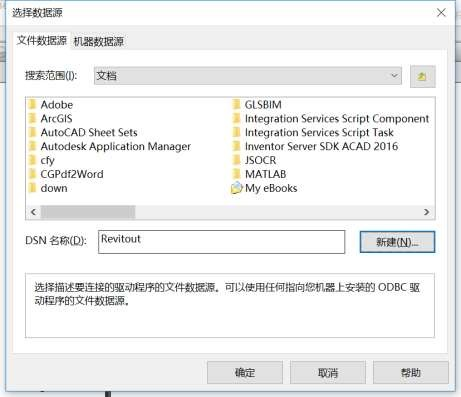 选择数据源
文件数据源 机器数据源
搜索范围(I): 文档
Adobe GLSBIM
ArcGIS Integration Services Script Component
AutoCAD Sheet Sets Integration Services Script Task
Autodesk Application Manager Inventor Server SDK ACAD 2016
cfy JSOCR
CGPdf2Word MATLAB
down My eBooks
DSN 名称(D): Revitout 新建(N)...
选择描述要连接的驱动程序的文件数据源。可以使用任何指向您机器上安装的 ODBC 驱
动程序的文件数据源。
确定 取消 帮助